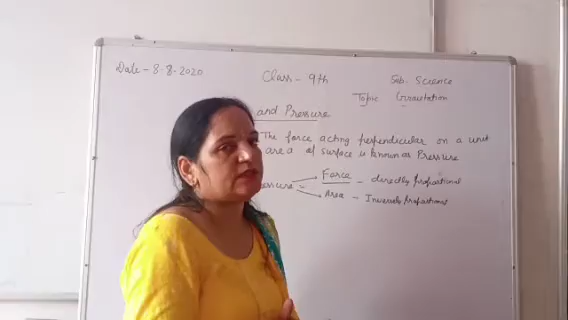 Date - 8-8-2020 Class - 9th Sub. Science
Topic Gravitation
and Pressure
The force acting perpendicular on a unit
area of surface is known as Pressure
essure = Force - directly Proportional
Area - Inversely Proportional